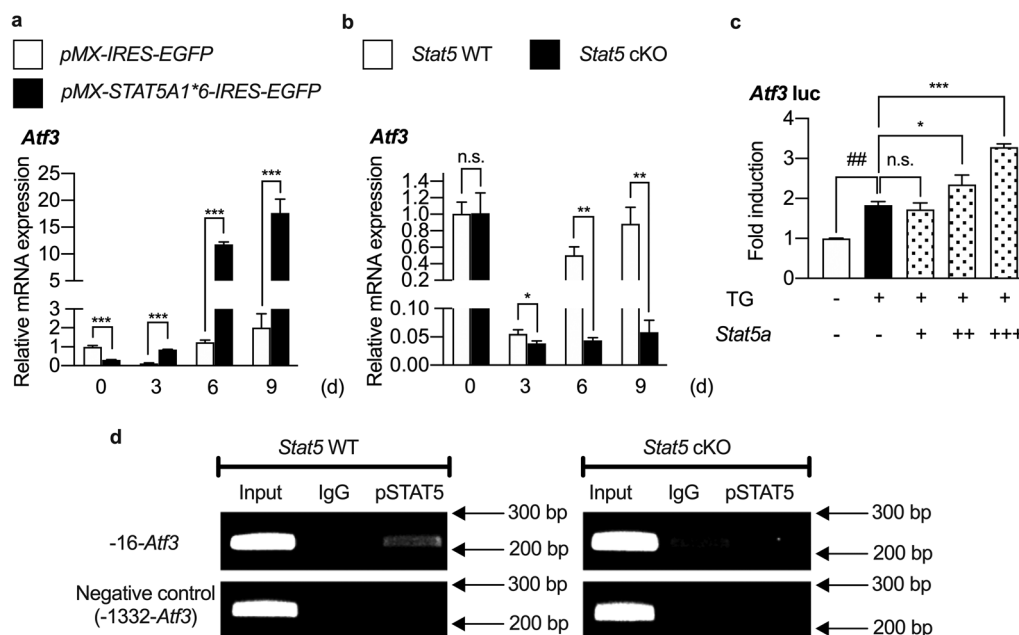 a
pMX-IRES-EGFP
pMX-STAT5A1*6-IRES-EGFP
Atf3
Relative mRNA expression
25
20
15
10
5
2
1
0
***
***
***
***
0 3 6 9 (d)
b
Stat5 WT Stat5 cKO
Atf3
Relative mRNA expression
1.4
1.2
1.0
0.8
0.6
0.4
0.2
0.10
0.05
0.00
n.s.
*
**
**
0 3 6 9 (d)
c
Atf3 luc
Fold induction
4
3
2
1
0
***
*
## n.s.
TG - + + + +
Stat5a - - + ++ +++
d
Stat5 WT
Input IgG pSTAT5
-16-Atf3
300 bp
200 bp
Negative control
(-1332-Atf3)
300 bp
200 bp
Stat5 cKO
Input IgG pSTAT5
300 bp
200 bp
300 bp
200 bp